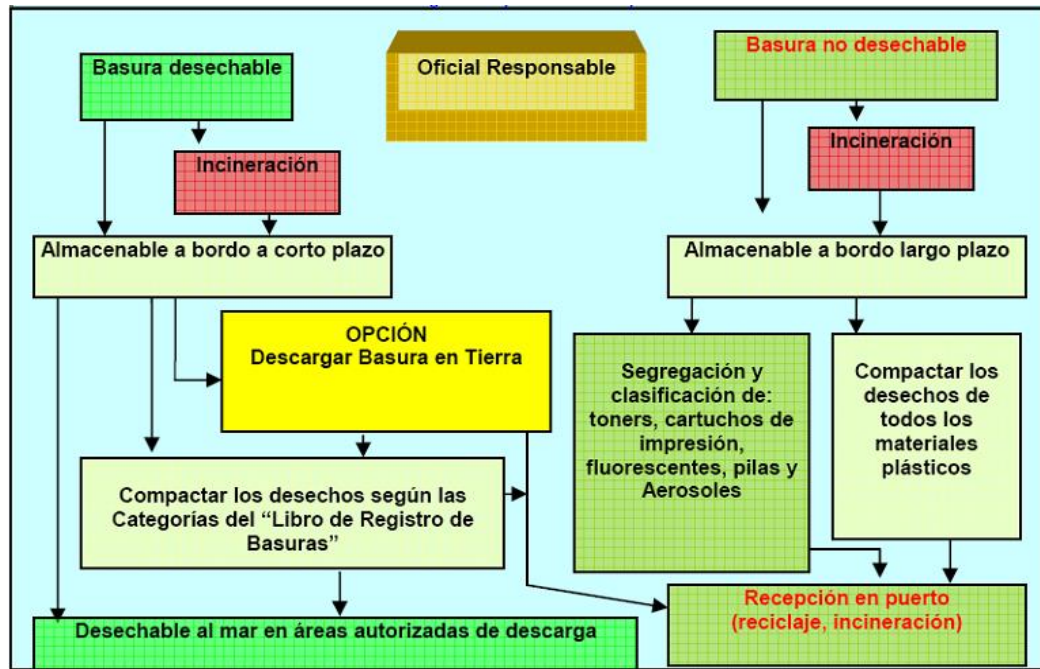 Basura desechable
Oficial Responsable
Basura no desechable
Incineración
Incineración
Almacenable a bordo a corto plazo
Almacenable a bordo largo plazo
OPCIÓN
Descargar Basura en Tierra
Segregación y
clasificación de:
toners, cartuchos de
impresión,
fluorescentes, pilas y
Aerosoles
Compactar los
desechos de
todos los
materiales
plásticos
Compactar los desechos según las
Categorías del “Libro de Registro de
Basuras”
Recepción en puerto
(reciclaje, incineración)
Desechable al mar en áreas autorizadas de descarga